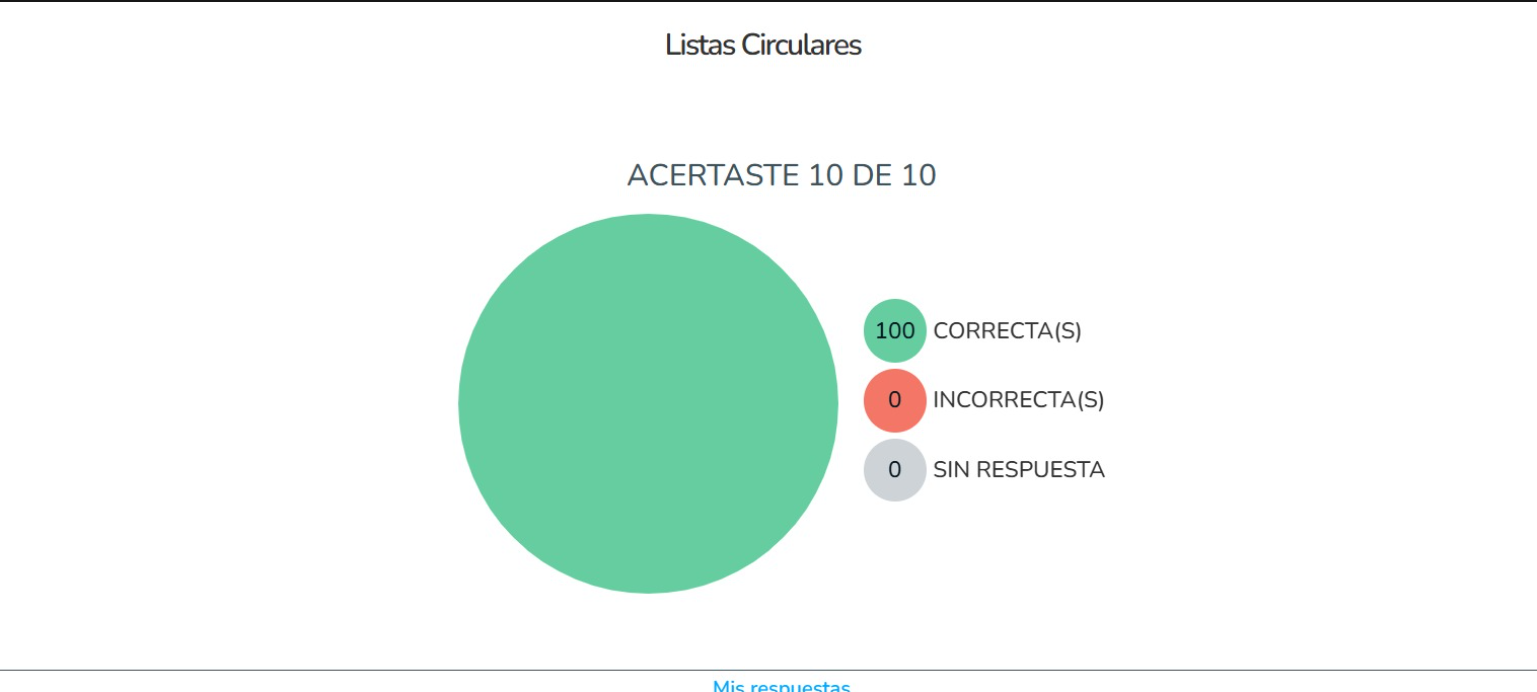 Listas Circulares
ACERTASTE 10 DE 10
100 CORRECTA(S)
0 INCORRECTA(S)
0 SIN RESPUESTA
Mis respuestas